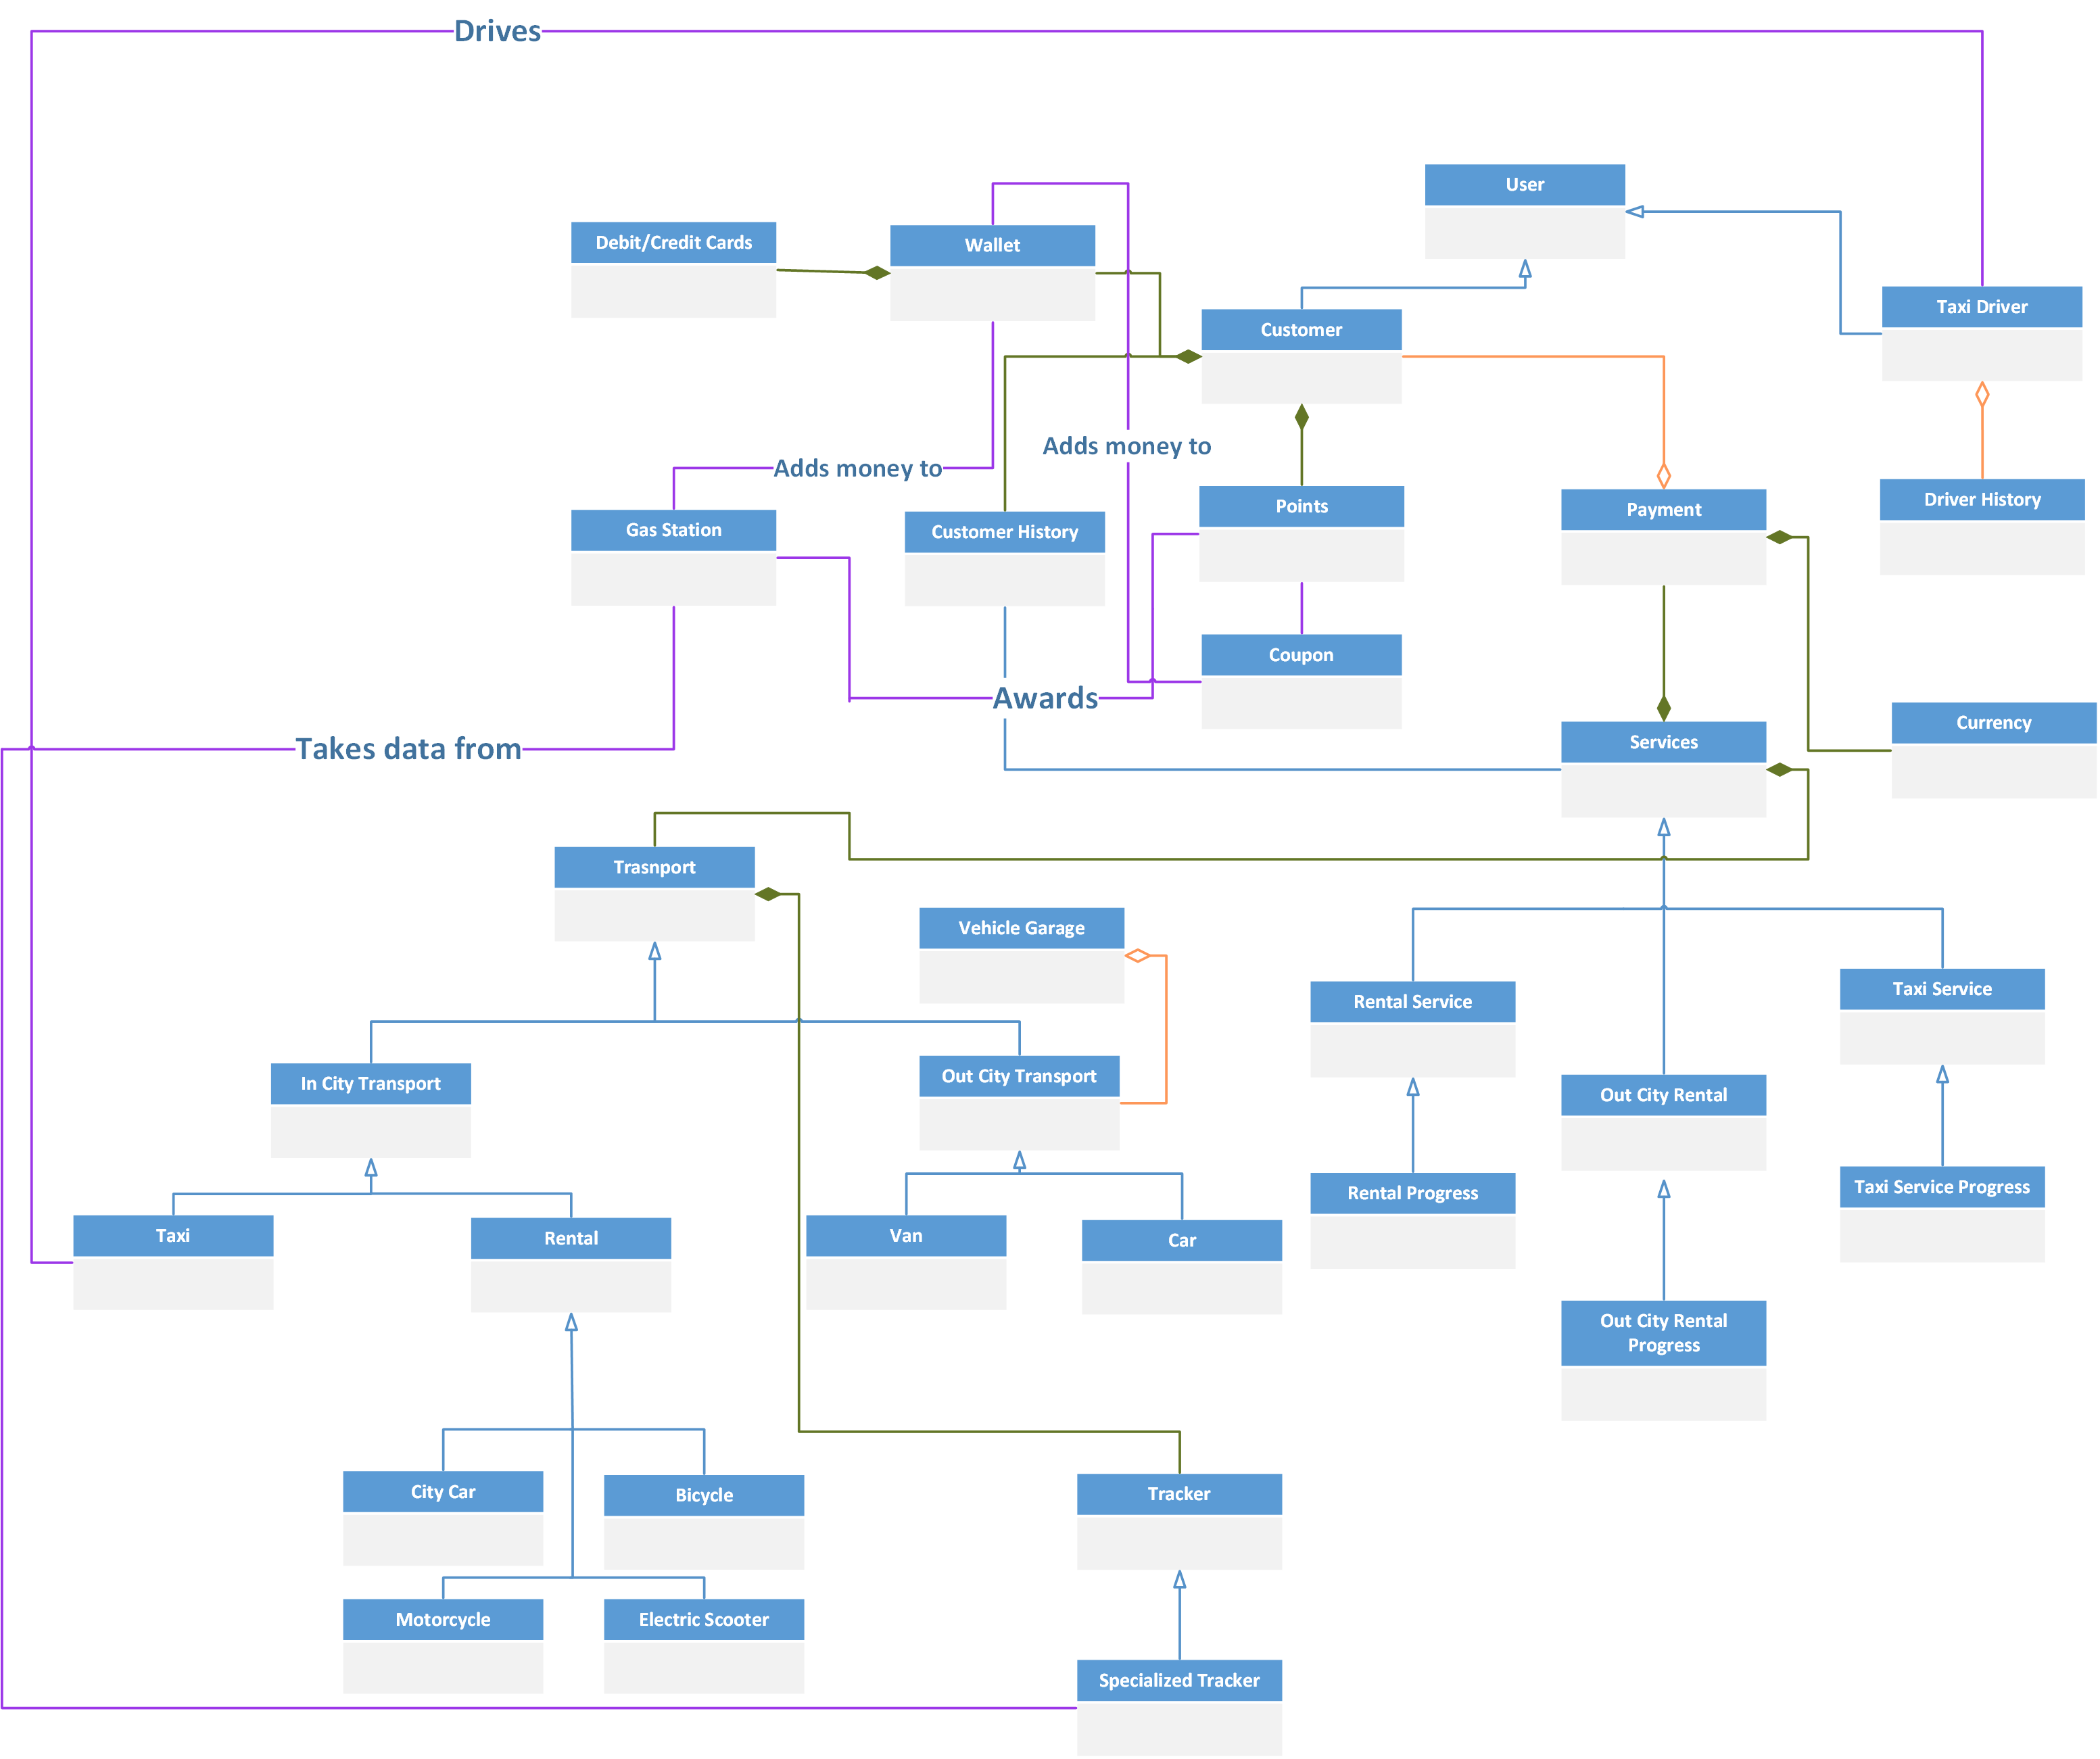 Drives
User
Debit/Credit Cards
Wallet
Taxi Driver
Customer
Adds money to
Adds money to
Points
Driver History
Payment
Gas Station
Customer History
Coupon
Awards
Currency
Services
Takes data from
Trasnport
Vehicle Garage
Taxi Service
Rental Service
Out City Transport
In City Transport
Out City Rental
Taxi Service Progress
Rental Progress
Taxi
Van
Rental
Car
Out City Rental
Progress
City Car
Tracker
Bicycle
Motorcycle
Electric Scooter
Specialized Tracker